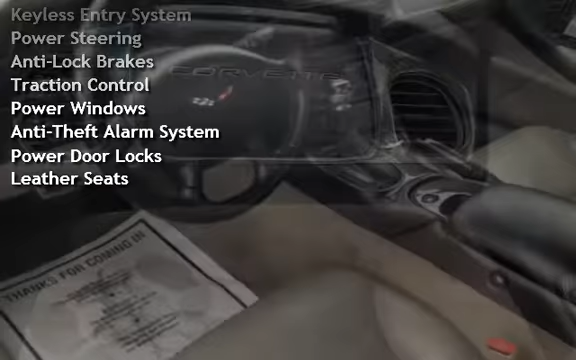 Keyless Entry System
Power Steering
Anti-Lock Brakes
Traction Control
Power Windows
Anti-Theft Alarm System
Power Door Locks
Leather Seats
CORVETTE
THANKS FOR COMING IN